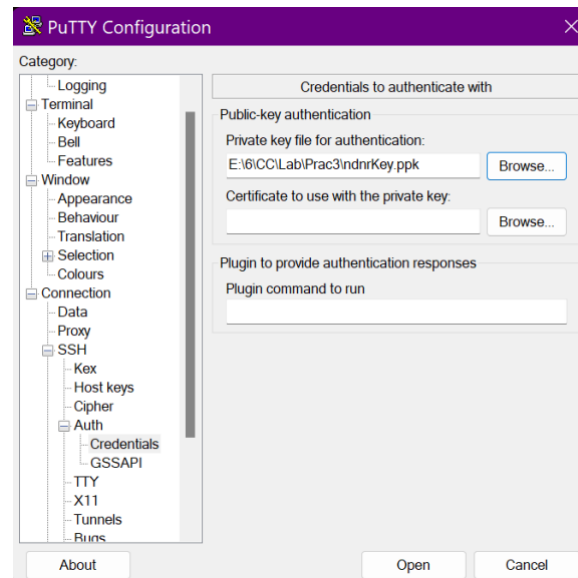 PuTTY Configuration
Category:
Logging
Terminal
Keyboard
Bell
Features
Window
Appearance
Behaviour
Translation
Selection
Colours
Connection
Data
Proxy
SSH
Kex
Host keys
Cipher
Auth
Credentials
GSSAPI
TTY
X11
Tunnels
Bugs
Credentials to authenticate with
Public-key authentication
Private key file for authentication:
E:\6\CC\Lab\Prac3\ndnrKey.ppk
Browse...
Certificate to use with the private key:
Browse...
Plugin to provide authentication responses
Plugin command to run
About
Open
Cancel